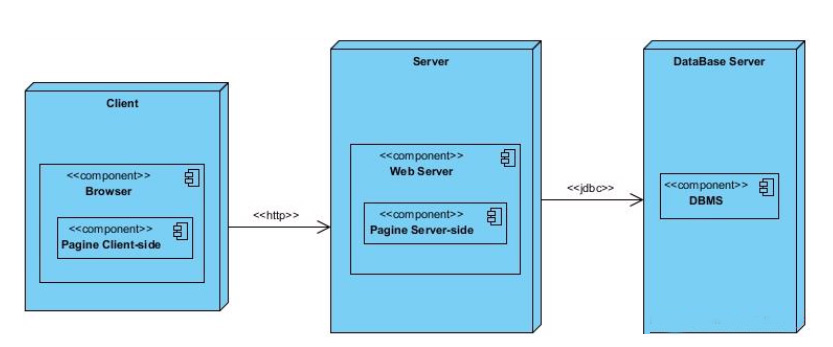 Client
<<component>>
Browser
<<component>>
Pagine Client-side
<<http>>
Server
<<component>>
Web Server
<<component>>
Pagine Server-side
<<jdbc>>
DataBase Server
<<component>>
DBMS